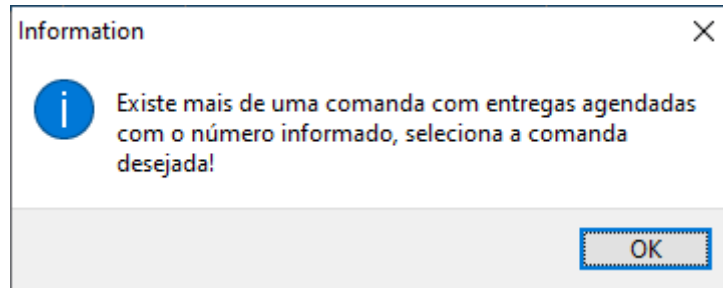 Information
Existe mais de uma comanda com entregas agendadas
com o número informado, seleciona a comanda
desejada!
OK